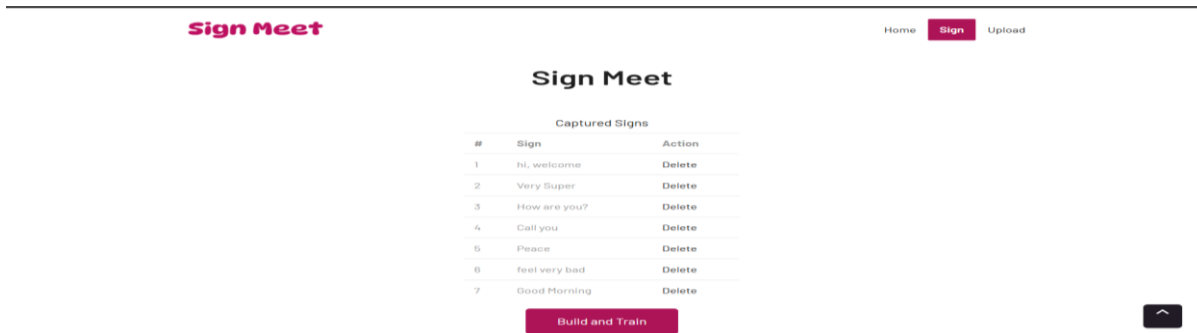 Sign Meet Home Sign Upload
Sign Meet
Captured Signs
# Sign Action
1 hi, welcome Delete
2 Very Super Delete
3 How are you? Delete
4 Call you Delete
5 Peace Delete
6 feel very bad Delete
7 Good Morning Delete
Build and Train